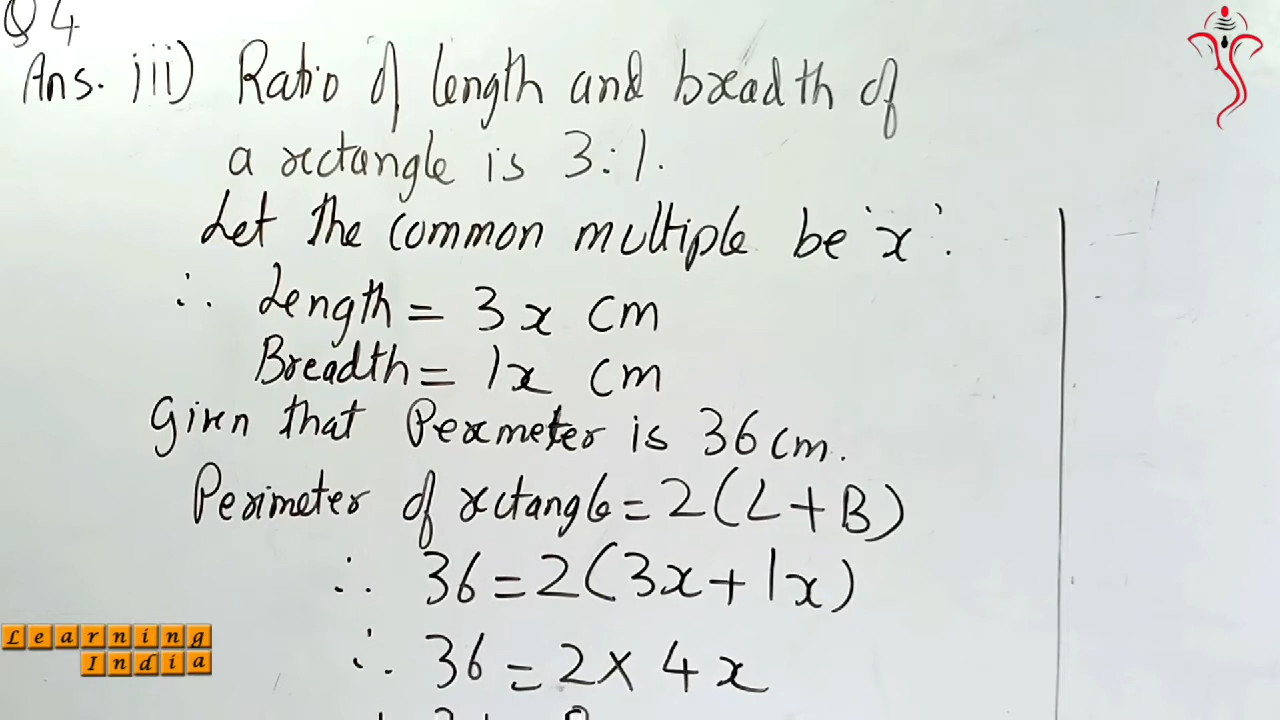 Q 4
Ans. iii) Ratio of length and breadth of
a rectangle is 3:1.
Let the common multiple be 'x'.
∴ Length = 3x cm
Breadth = 1x cm
Given that Permeter is 36 cm.
Perimeter of rectangle = 2(L+B)
∴ 36 = 2(3x + 1x)
∴ 36 = 2 × 4x
Learning
India